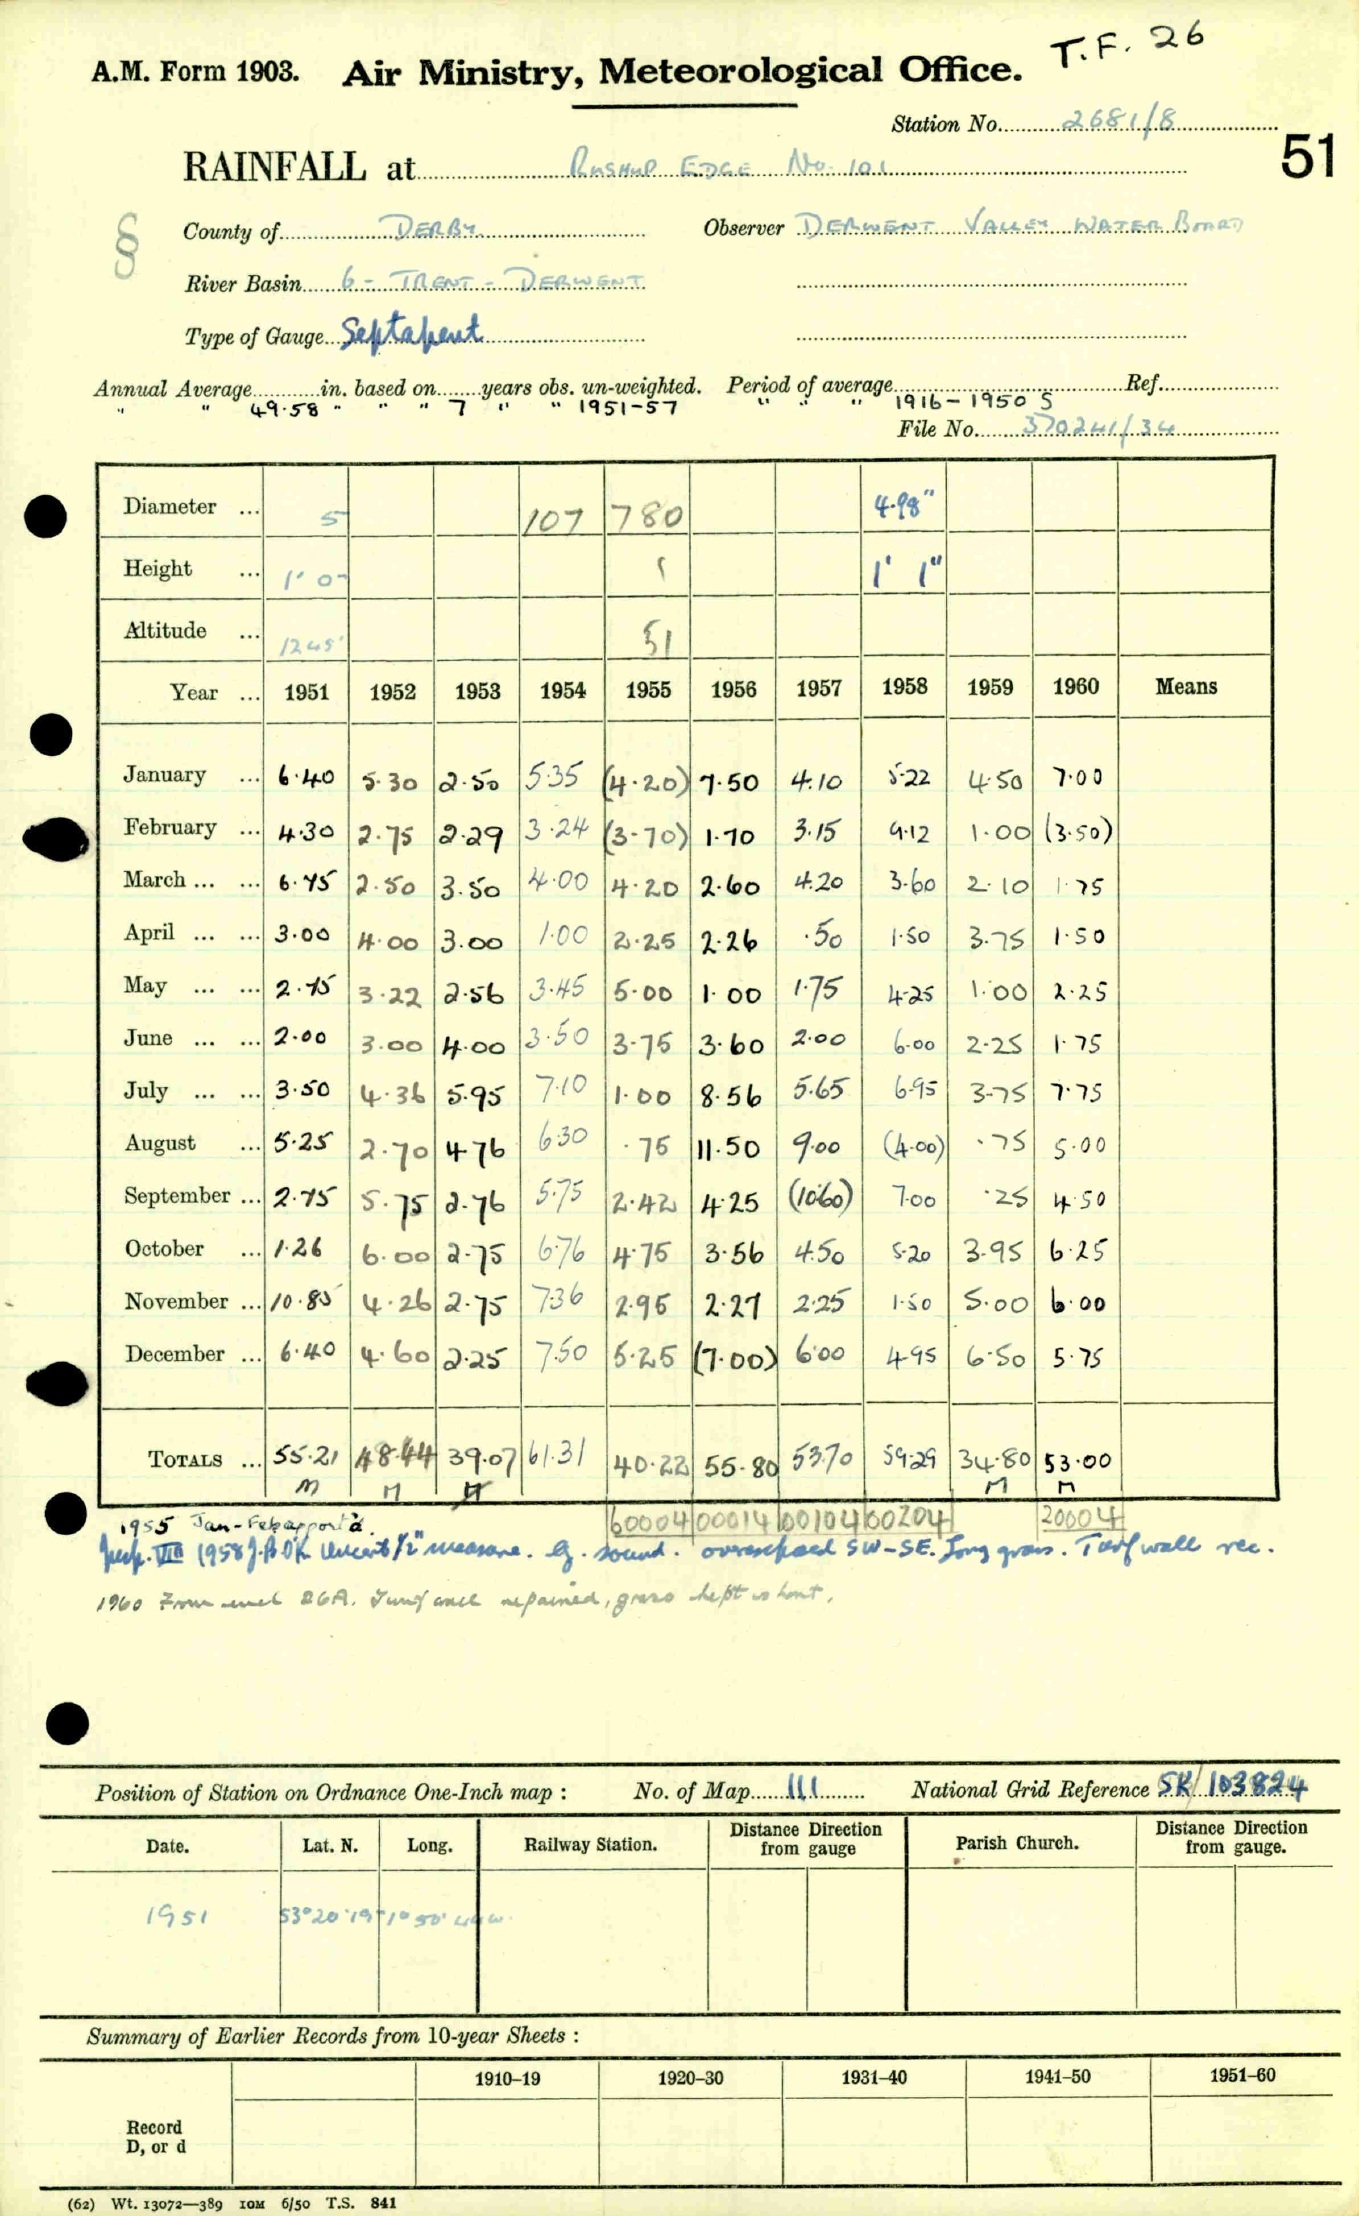 T.F. 26
A.M. Form 1903. Air Ministry, Meteorological Office.
Station No. 2681/8
51
RAINFALL at RUSHUP EDGE No. 101
§ County of DERBY Observer DERWENT VALLEY WATER BOARD
River Basin 6 - TRENT - DERWENT
Type of Gauge Septapent
Annual Average in. based on years obs. un-weighted. Period of average Ref.
" " 49.58 " " " 7 " " 1951-57 " " " 1916-1950 S
File No. 370241/34
Diameter ... 5 107 780 4.98"
Height ... 1' 0" 1 1' 1"
Altitude ... 1245' 51
Year ... 1951 1952 1953 1954 1955 1956 1957 1958 1959 1960 Means
January ... 6.40 5.30 2.50 5.35 (4.20) 7.50 4.10 5.22 4.50 7.00
February ... 4.30 2.75 2.29 3.24 (3.70) 1.70 3.15 9.12 1.00 (3.50)
March ... ... 6.75 2.50 3.50 4.00 4.20 2.60 4.20 3.60 2.10 1.75
April ... ... 3.00 4.00 3.00 1.00 2.25 2.26 .50 1.50 3.75 1.50
May ... ... 2.75 3.22 2.56 3.45 5.00 1.00 1.75 4.25 1.00 2.25
June ... ... 2.00 3.00 4.00 3.50 3.75 3.60 2.00 6.00 2.25 1.75
July ... ... 3.50 4.36 5.95 7.10 1.00 8.56 5.65 6.95 3.75 7.75
August ... 5.25 2.70 4.76 6.30 .75 11.50 9.00 (4.00) .75 5.00
September ... 2.75 5.75 2.76 5.75 2.42 4.25 (10.60) 7.00 .25 4.50
October ... 1.26 6.00 2.75 6.76 4.75 3.56 4.50 5.20 3.95 6.25
November ... 10.85 4.26 2.75 7.36 2.95 2.27 2.25 1.50 5.00 6.00
December ... 6.40 4.60 2.25 7.50 5.25 (7.00) 6.00 4.95 6.50 5.75
TOTALS ... 55.21 48.44 39.07 61.31 40.22 55.80 53.70 59.29 34.80 53.00
M M M M M
60004 00014 00104 00204 20004
1955 Jan-Feb apport'd.
Insp. VIII 1958 J.B. OK 1/2" measure. G. sound. overexposed SW-SE. Long grass. Turf wall rec.
1960 From encl 26A. Turf wall repaired, grass kept short.
Position of Station on Ordnance One-Inch map : No. of Map 111 National Grid Reference SK/103824
Date. Lat. N. Long. Railway Station. Distance Direction from gauge Parish Church. Distance Direction from gauge.
1951 53° 20' 19" 1° 50' 44" W.
Summary of Earlier Records from 10-year Sheets :
1910–19 1920–30 1931–40 1941–50 1951–60
Record
D, or d
(62) Wt. 13072—389 10M 6/50 T.S. 841